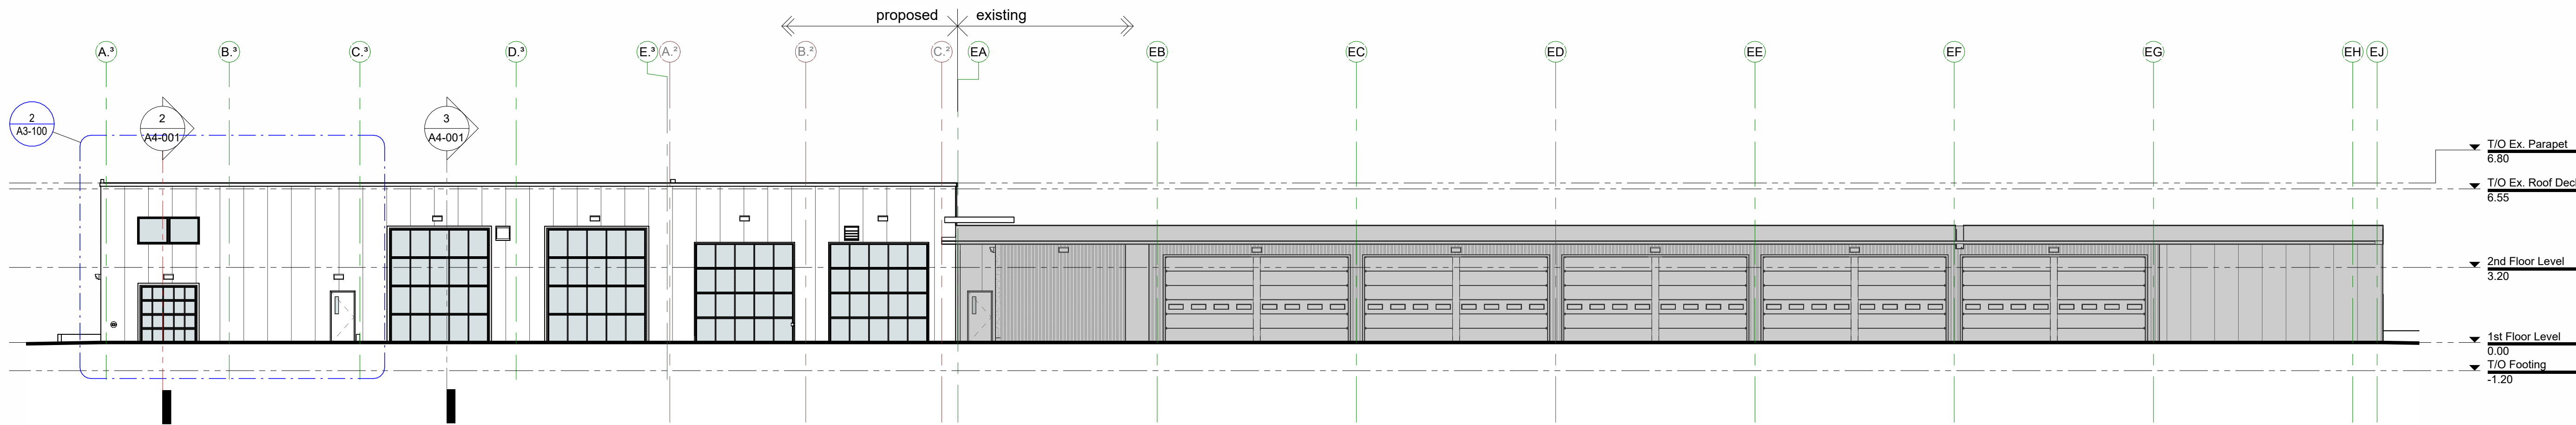 proposed existing
A.³ B.³ C.³ D.³ E.³ A.² B.² C.² EA EB EC ED EE EF EG EH EJ
2
A3-100
2
A4-001
3
A4-001
T/O Ex. Parapet
6.80
T/O Ex. Roof Dec
6.55
2nd Floor Level
3.20
1st Floor Level
0.00
T/O Footing
-1.20